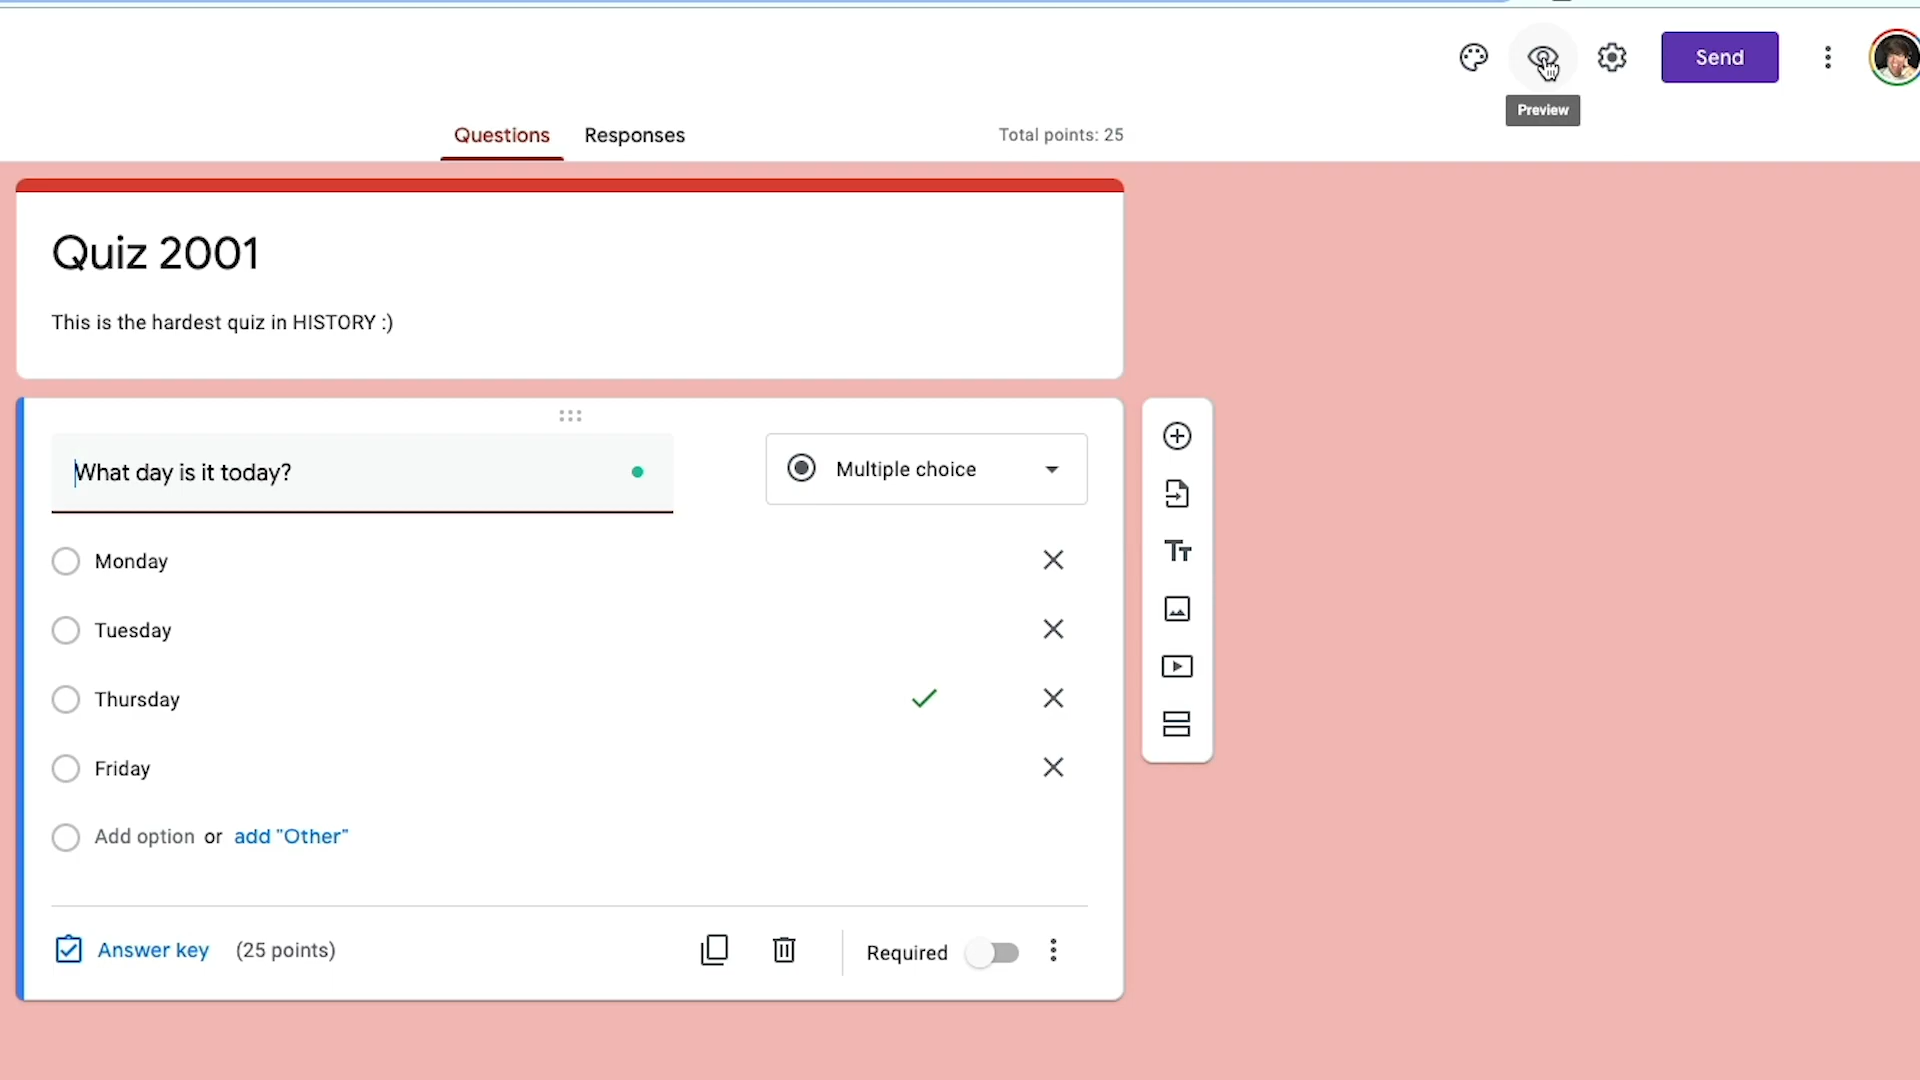 Send
Preview
Questions
Responses
Total points: 25
Quiz 2001
This is the hardest quiz in HISTORY :)
What day is it today?
Multiple choice
Monday
Tuesday
Thursday
Friday
Add option or add "Other"
Answer key (25 points)
Required